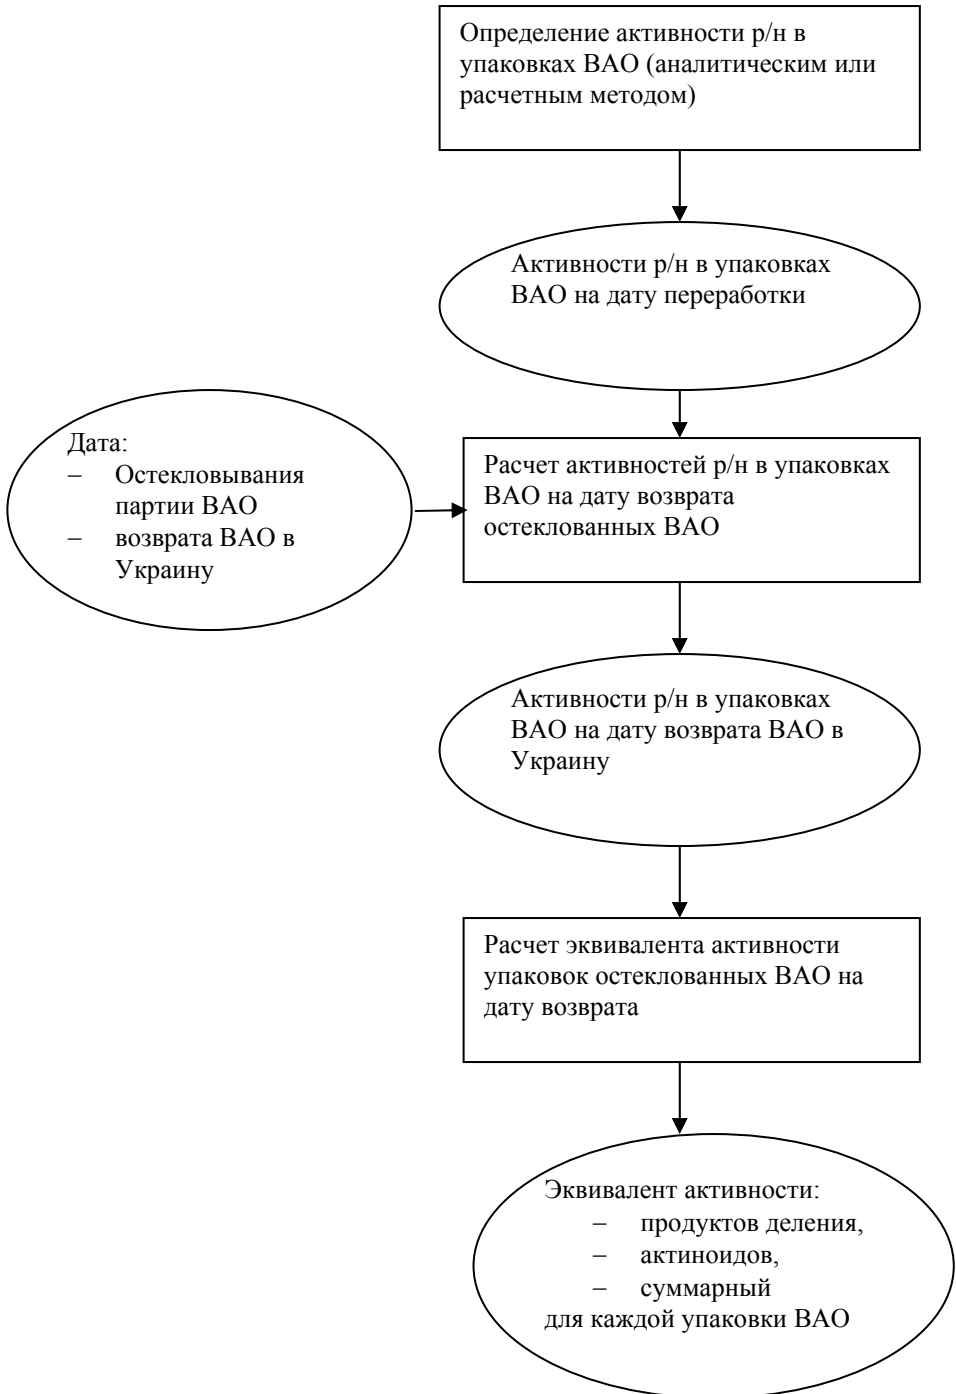 Определение активности р/н в
упаковках ВАО (аналитическим или
расчетным методом)
Активности р/н в упаковках
ВАО на дату переработки
Дата:
– Остекловывания
партии ВАО
– возврата ВАО в
Украину
Расчет активностей р/н в упаковках
ВАО на дату возврата
остеклованных ВАО
Активности р/н в упаковках
ВАО на дату возврата ВАО в
Украину
Расчет эквивалента активности
упаковок остеклованных ВАО на
дату возврата
Эквивалент активности:
– продуктов деления,
– актиноидов,
– суммарный
для каждой упаковки ВАО